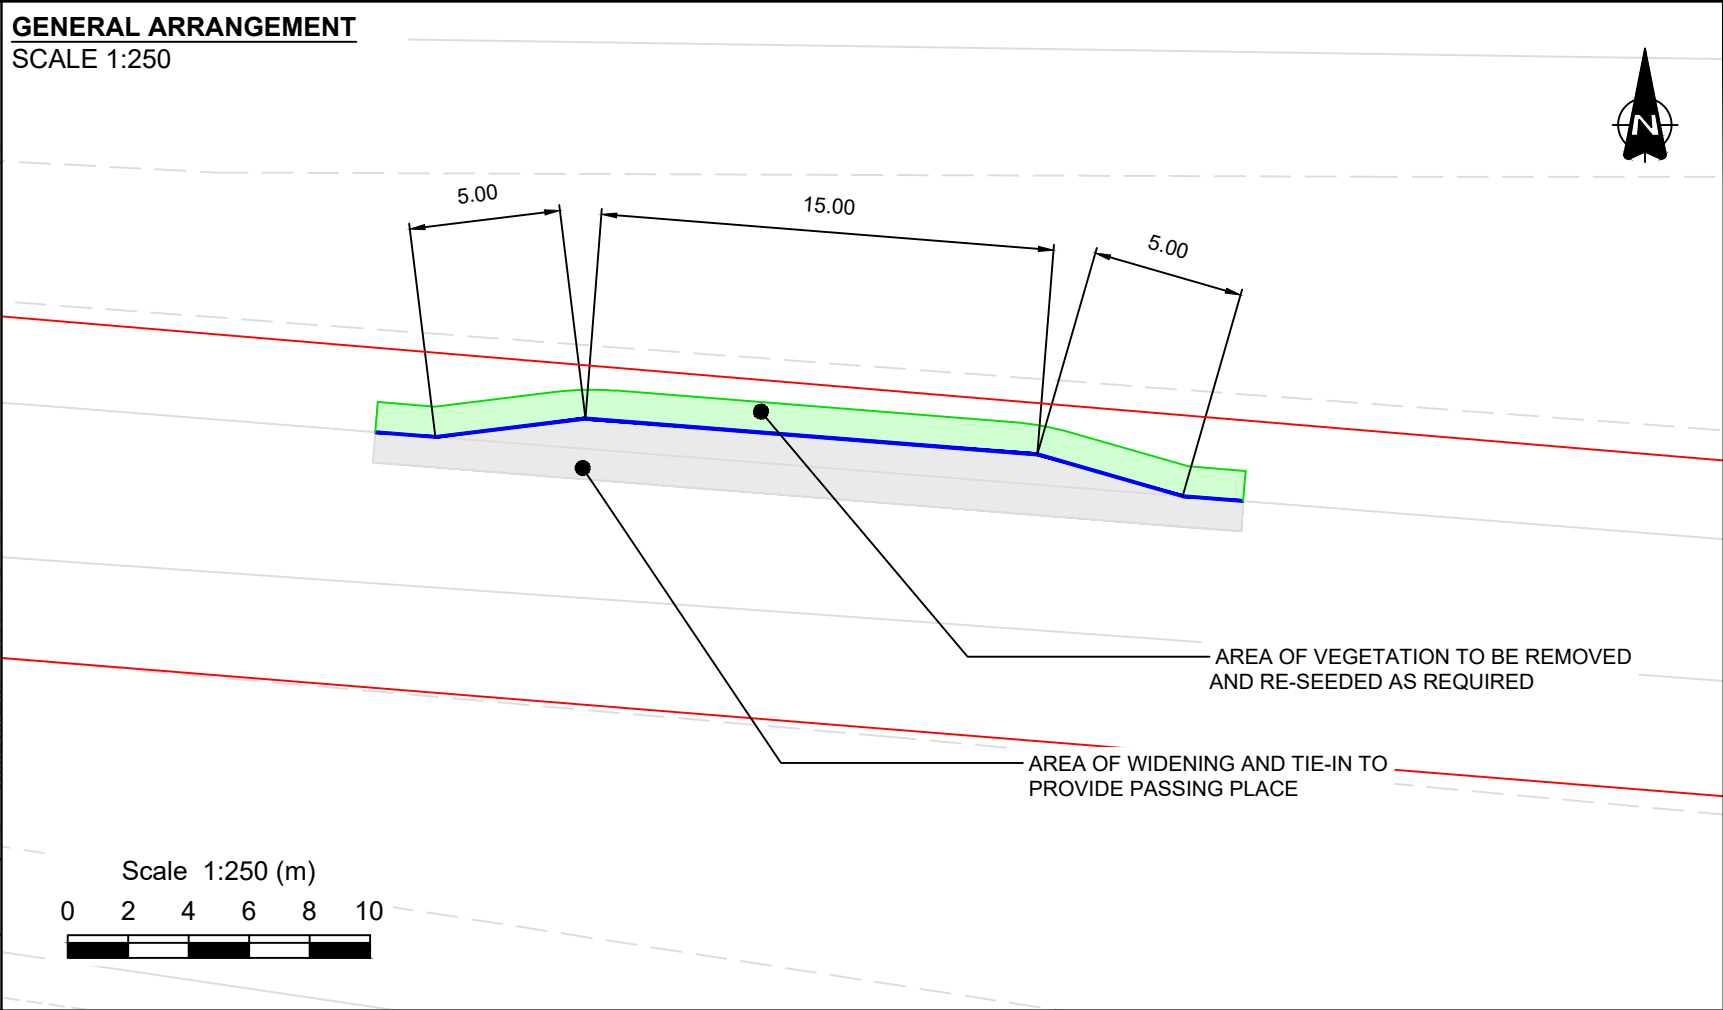 GENERAL ARRANGEMENT
SCALE 1:250
N
5.00
15.00
5.00
AREA OF VEGETATION TO BE REMOVED
AND RE-SEEDED AS REQUIRED
AREA OF WIDENING AND TIE-IN TO
PROVIDE PASSING PLACE
Scale 1:250 (m)
0 2 4 6 8 10